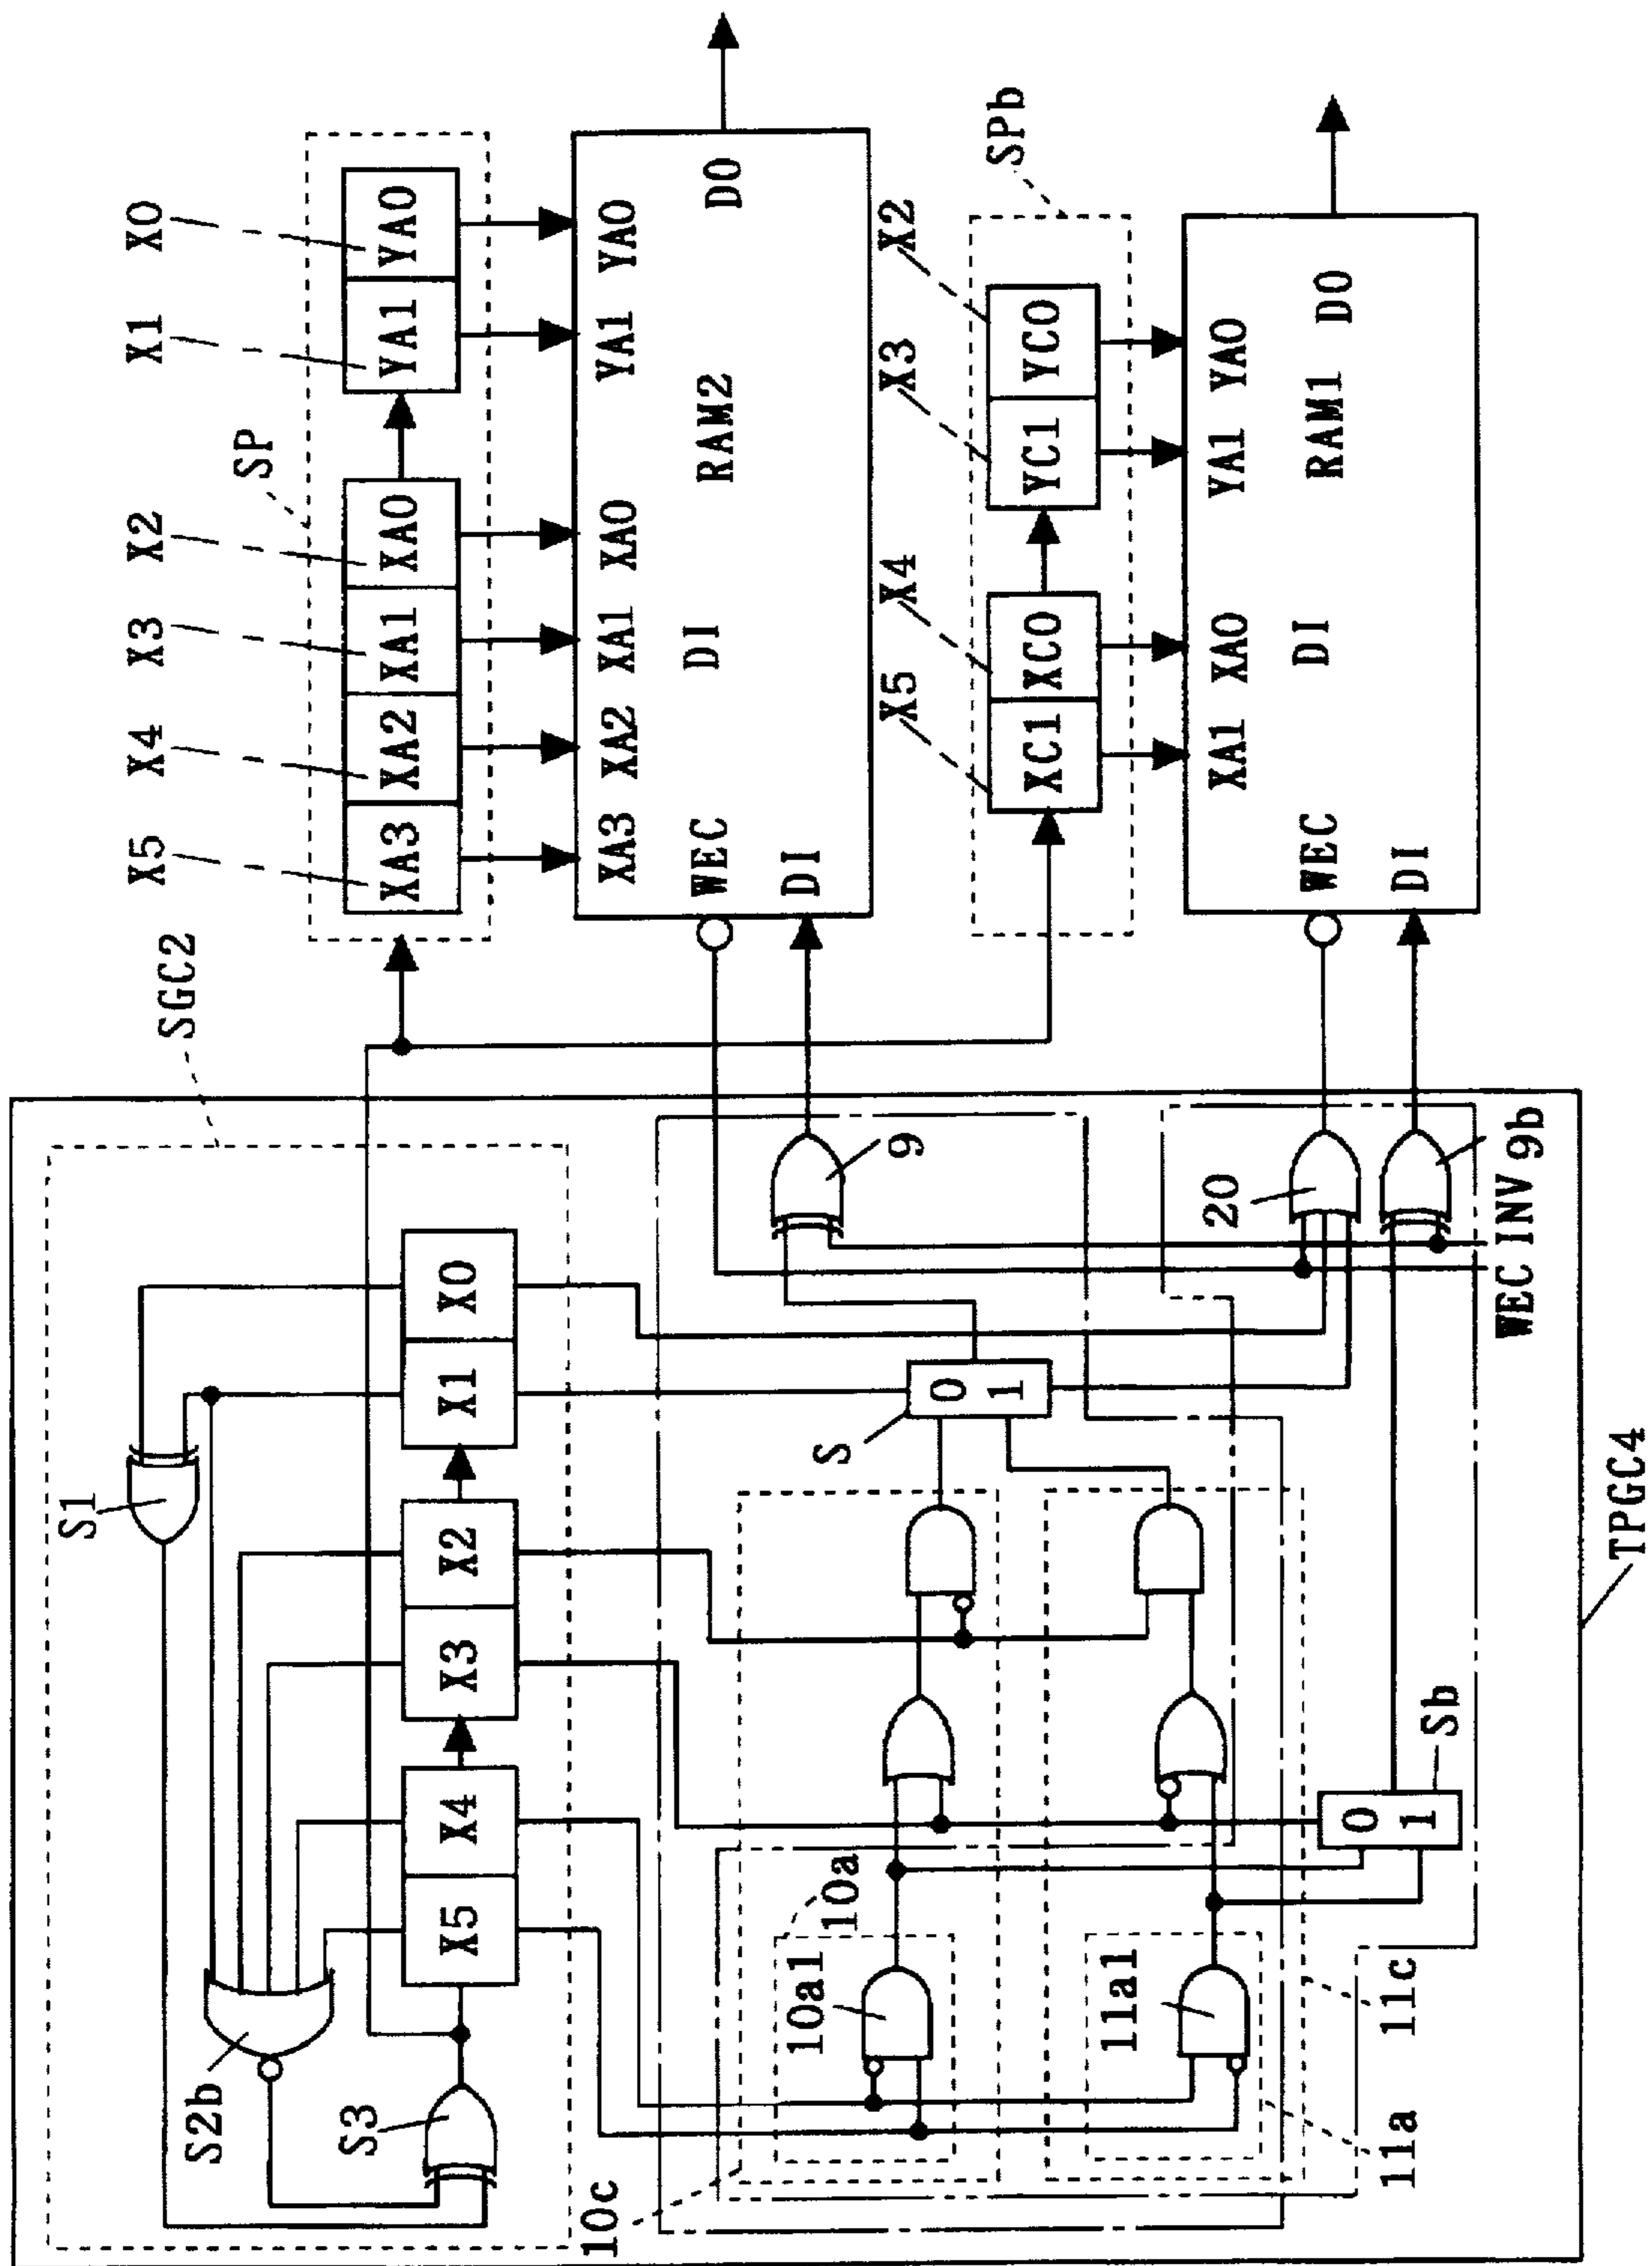 X5 X4 X3 X2 X1 X0
SP
XA3 XA2 XA1 XA0 YA1 YA0
XA3 XA2 XA1 XA0 YA1 YA0
WEC
DI
DI
RAM2
DO
SGC2
S1
S2b
S3
X5 X4 X3 X2 X1 X0
X5 X4 X3 X2
SPb
XC1 XC0 YC1 YC0
XA1 XA0 YA1 YA0
WEC
DI
DI
RAM1
DO
9
S
0
1
10c
10a
10a1
11a1
11a
11c
Sb
0
1
20
9b
WEC
INV
TPGC4